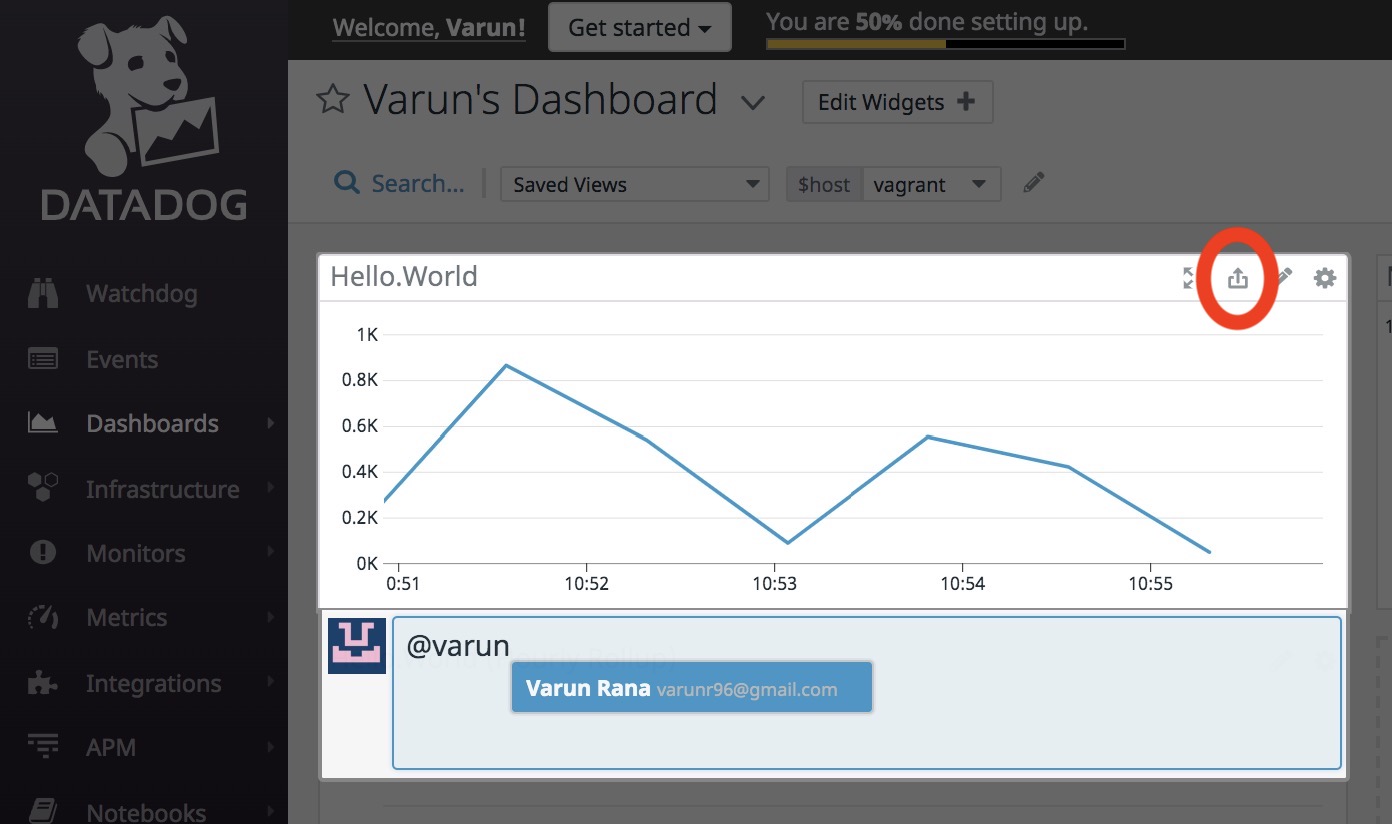 Welcome, Varun!
Get started
You are 50% done setting up.
DATADOG
Varun's Dashboard
Edit Widgets +
Search...
Saved Views
$host
vagrant
Watchdog
Events
Dashboards
Infrastructure
Monitors
Metrics
Integrations
APM
Notebooks
Hello.World
1K
0.8K
0.6K
0.4K
0.2K
0K
0:51 10:52 10:53 10:54 10:55
@varun
Varun Rana varunr96@gmail.com